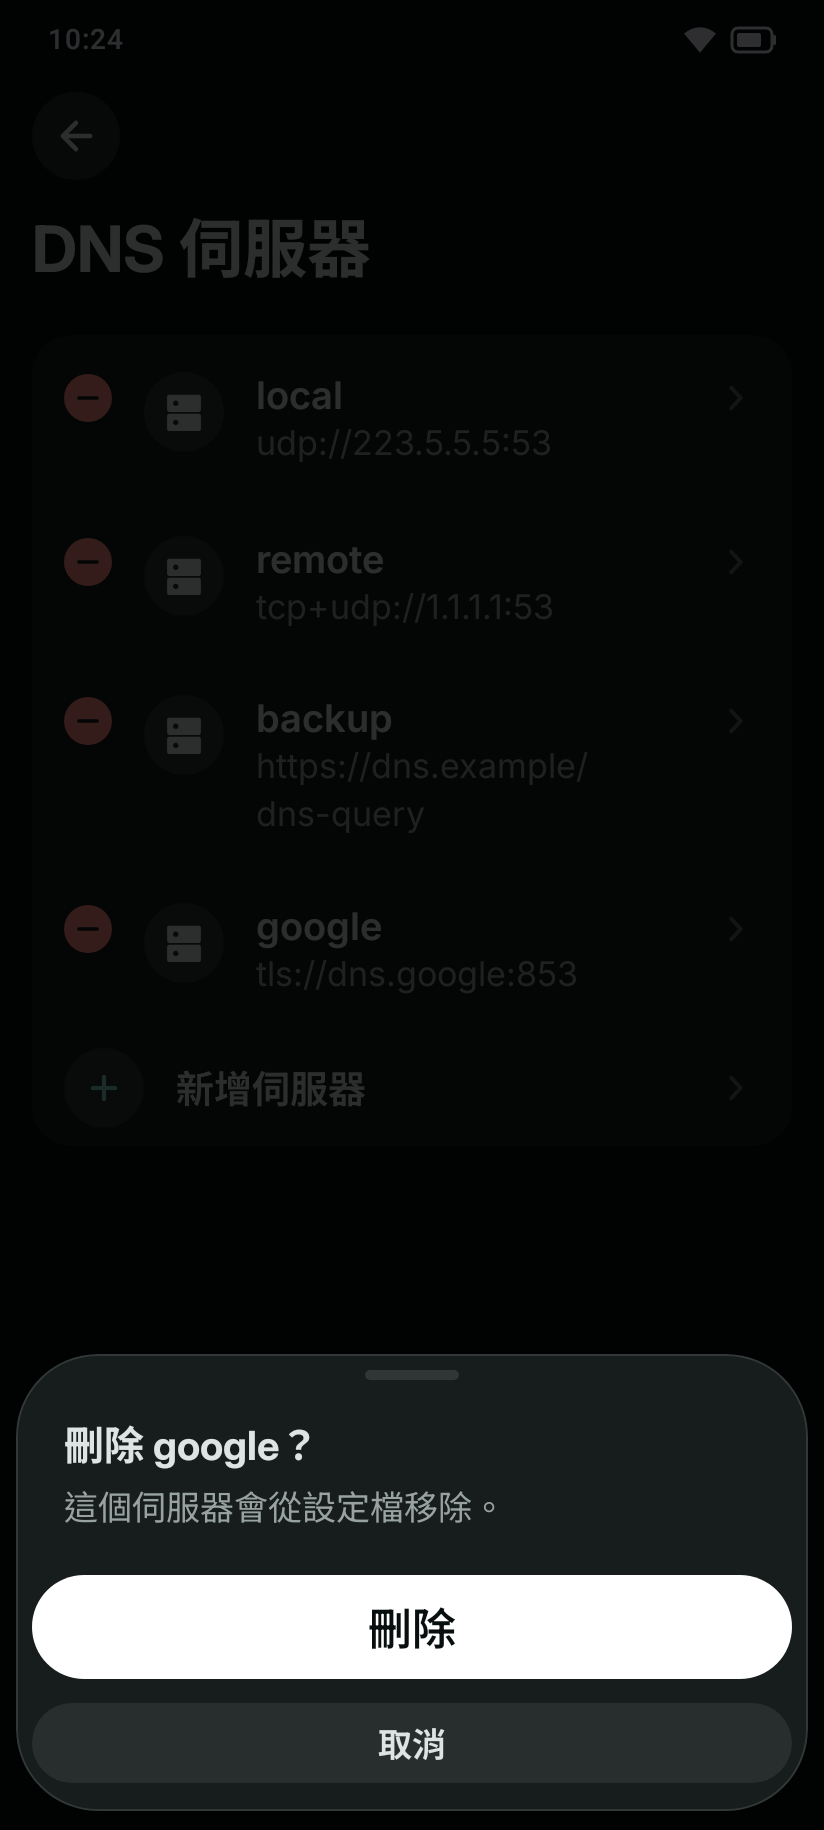 10:24
DNS 伺服器
local
udp://223.5.5.5:53
remote
tcp+udp://1.1.1.1:53
backup
https://dns.example/
dns-query
google
tls://dns.google:853
新增伺服器
刪除 google？
這個伺服器會從設定檔移除。
刪除
取消